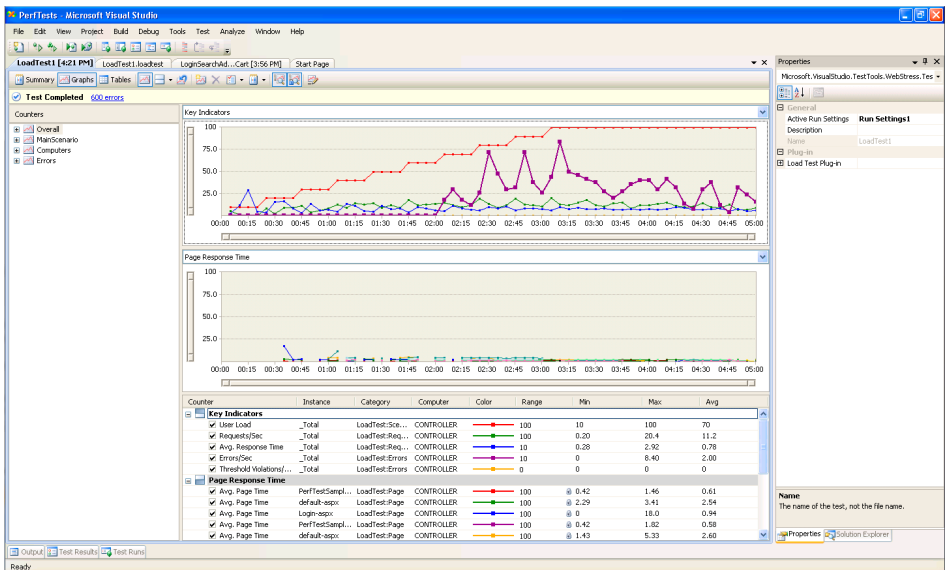 PerfTests - Microsoft Visual Studio
File Edit View Project Build Debug Tools Test Analyze Window Help
LoadTest1 [4:21 PM] LoadTest1.loadtest LoginSearchAd...Cart [3:56 PM] Start Page
Summary Graphs Tables
Test Completed 600 errors
Counters
Overall
MainScenario
Computers
Errors
Key Indicators
100
75.0
50.0
25.0
00:00 00:15 00:30 00:45 01:00 01:15 01:30 01:45 02:00 02:15 02:30 02:45 03:00 03:15 03:30 03:45 04:00 04:15 04:30 04:45 05:00
Page Response Time
100
75.0
50.0
25.0
00:00 00:15 00:30 00:45 01:00 01:15 01:30 01:45 02:00 02:15 02:30 02:45 03:00 03:15 03:30 03:45 04:00 04:15 04:30 04:45 05:00
Counter Instance Category Computer Color Range Min Max Avg
Key Indicators
User Load _Total LoadTest:Sce... CONTROLLER 100 10 100 70
Requests/Sec _Total LoadTest:Req... CONTROLLER 100 0.20 20.4 11.2
Avg. Response Time _Total LoadTest:Req... CONTROLLER 10 0.28 2.92 0.78
Errors/Sec _Total LoadTest:Errors CONTROLLER 10 0 8.40 2.00
Threshold Violations/... _Total LoadTest:Errors CONTROLLER 0 0 0 0
Page Response Time
Avg. Page Time PerfTestSampl... LoadTest:Page CONTROLLER 100 0.42 1.46 0.61
Avg. Page Time default-aspx LoadTest:Page CONTROLLER 100 2.29 3.41 2.54
Avg. Page Time Login-aspx LoadTest:Page CONTROLLER 100 0 18.0 0.94
Avg. Page Time PerfTestSampl... LoadTest:Page CONTROLLER 100 0.42 1.82 0.58
Avg. Page Time default-aspx LoadTest:Page CONTROLLER 100 1.43 5.33 2.60
Properties
Microsoft.VisualStudio.TestTools.WebStress.Tes
General
Active Run Settings Run Settings1
Description
Name LoadTest1
Plug-in
Load Test Plug-in
Name
The name of the test, not the file name.
Properties Solution Explorer
Output Test Results Test Runs
Ready